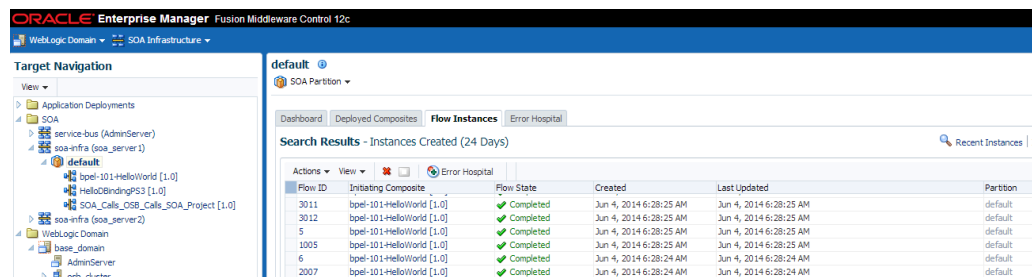 ORACLE Enterprise Manager Fusion Middleware Control 12c
WebLogic Domain SOA Infrastructure
Target Navigation
View
Application Deployments
SOA
service-bus (AdminServer)
soa-infra (soa_server1)
default
bpel-101-HelloWorld [1.0]
HelloDBindingPS3 [1.0]
SOA_Calls_OSB_Calls_SOA_Project [1.0]
soa-infra (soa_server2)
WebLogic Domain
base_domain
AdminServer
osb_cluster
default
SOA Partition
Dashboard Deployed Composites Flow Instances Error Hospital
Search Results - Instances Created (24 Days) Recent Instances
Actions View Error Hospital
Flow ID Initiating Composite Flow State Created Last Updated Partition
3011 bpel-101-HelloWorld [1.0] Completed Jun 4, 2014 6:28:25 AM Jun 4, 2014 6:28:25 AM default
3012 bpel-101-HelloWorld [1.0] Completed Jun 4, 2014 6:28:25 AM Jun 4, 2014 6:28:25 AM default
5 bpel-101-HelloWorld [1.0] Completed Jun 4, 2014 6:28:25 AM Jun 4, 2014 6:28:25 AM default
1005 bpel-101-HelloWorld [1.0] Completed Jun 4, 2014 6:28:25 AM Jun 4, 2014 6:28:25 AM default
6 bpel-101-HelloWorld [1.0] Completed Jun 4, 2014 6:28:24 AM Jun 4, 2014 6:28:24 AM default
2007 bpel-101-HelloWorld [1.0] Completed Jun 4, 2014 6:28:24 AM Jun 4, 2014 6:28:24 AM default